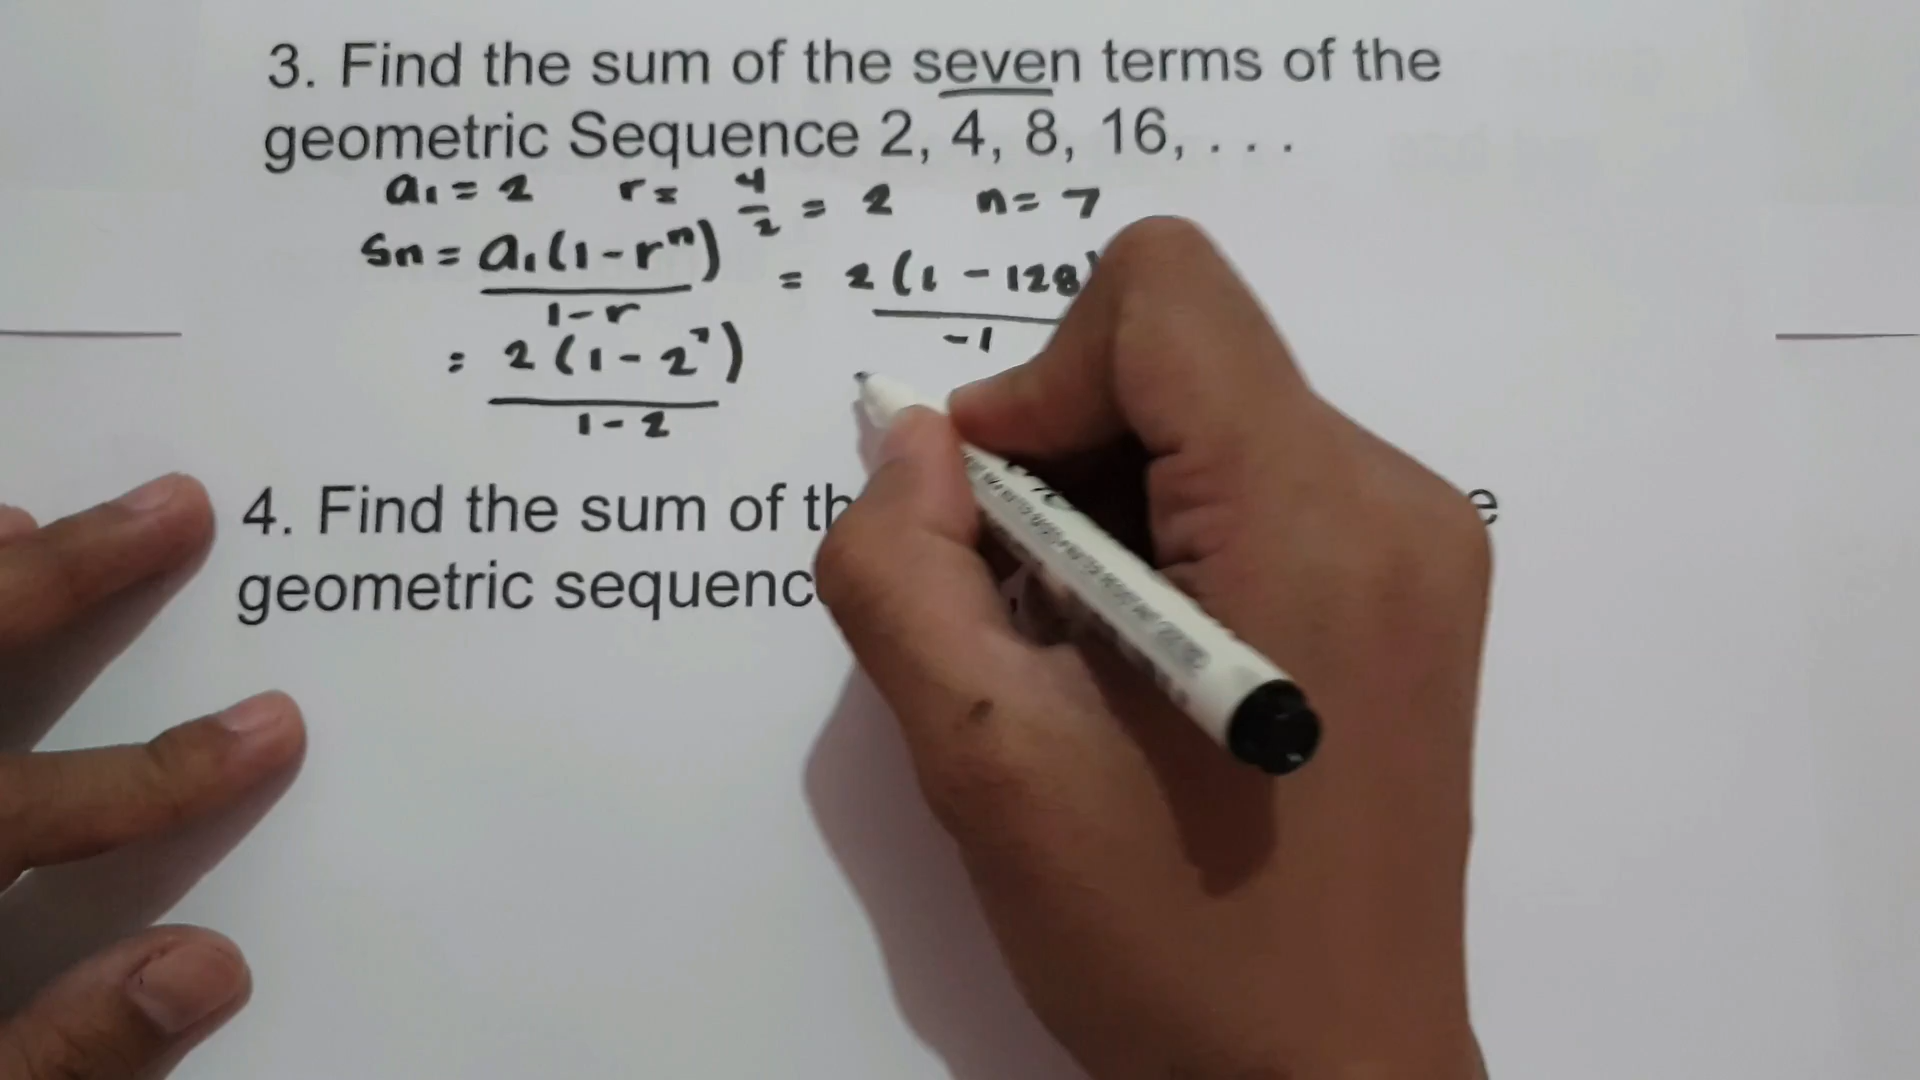 3. Find the sum of the seven terms of the
geometric Sequence 2, 4, 8, 16, . . .
a₁ = 2 r = 4/2 = 2 n = 7
Sn = a₁(1-rⁿ)/1-r = 2(1-128)/-1
= 2(1-2⁷)/1-2
4. Find the sum of
geometric